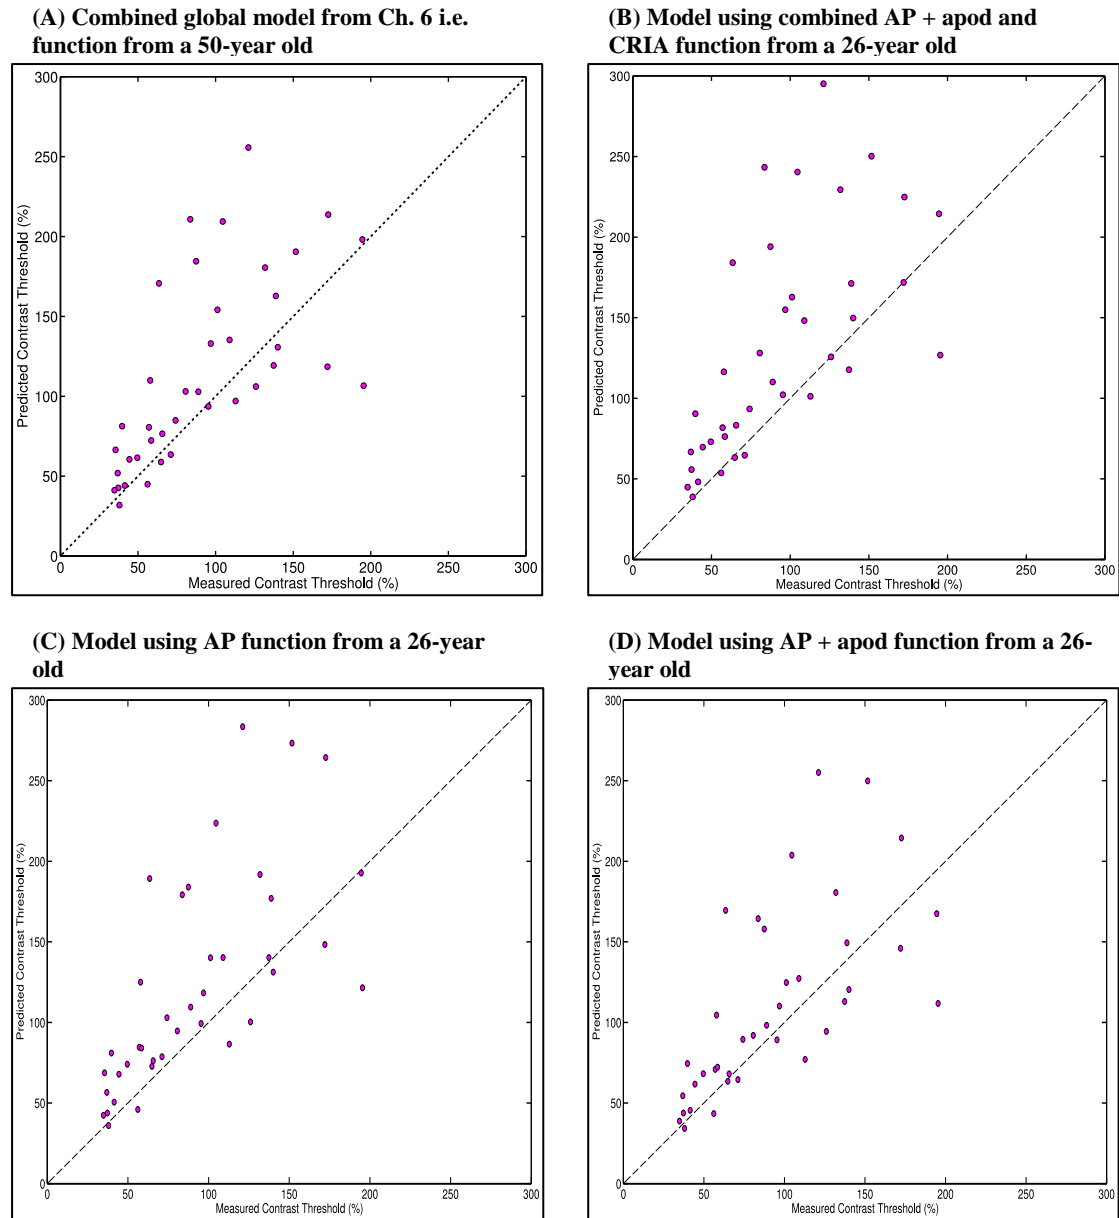 (A) Combined global model from Ch. 6 i.e.
function from a 50-year old
(B) Model using combined AP + apod and
CRIA function from a 26-year old
300
250
200
150
100
50
0
Predicted Contrast Threshold (%)
0 50 100 150 200 250 300
Measured Contrast Threshold (%)
300
250
200
150
100
50
0
Predicted Contrast Threshold (%)
0 50 100 150 200 250 300
Measured Contrast Threshold (%)
(C) Model using AP function from a 26-year
old
(D) Model using AP + apod function from a 26-
year old
300
250
200
150
100
50
0
Predicted Contrast Threshold (%)
0 50 100 150 200 250 300
Measured Contrast Threshold (%)
300
250
200
150
100
50
0
Predicted Contrast Threshold (%)
0 50 100 150 200 250 300
Measured Contrast Threshold (%)